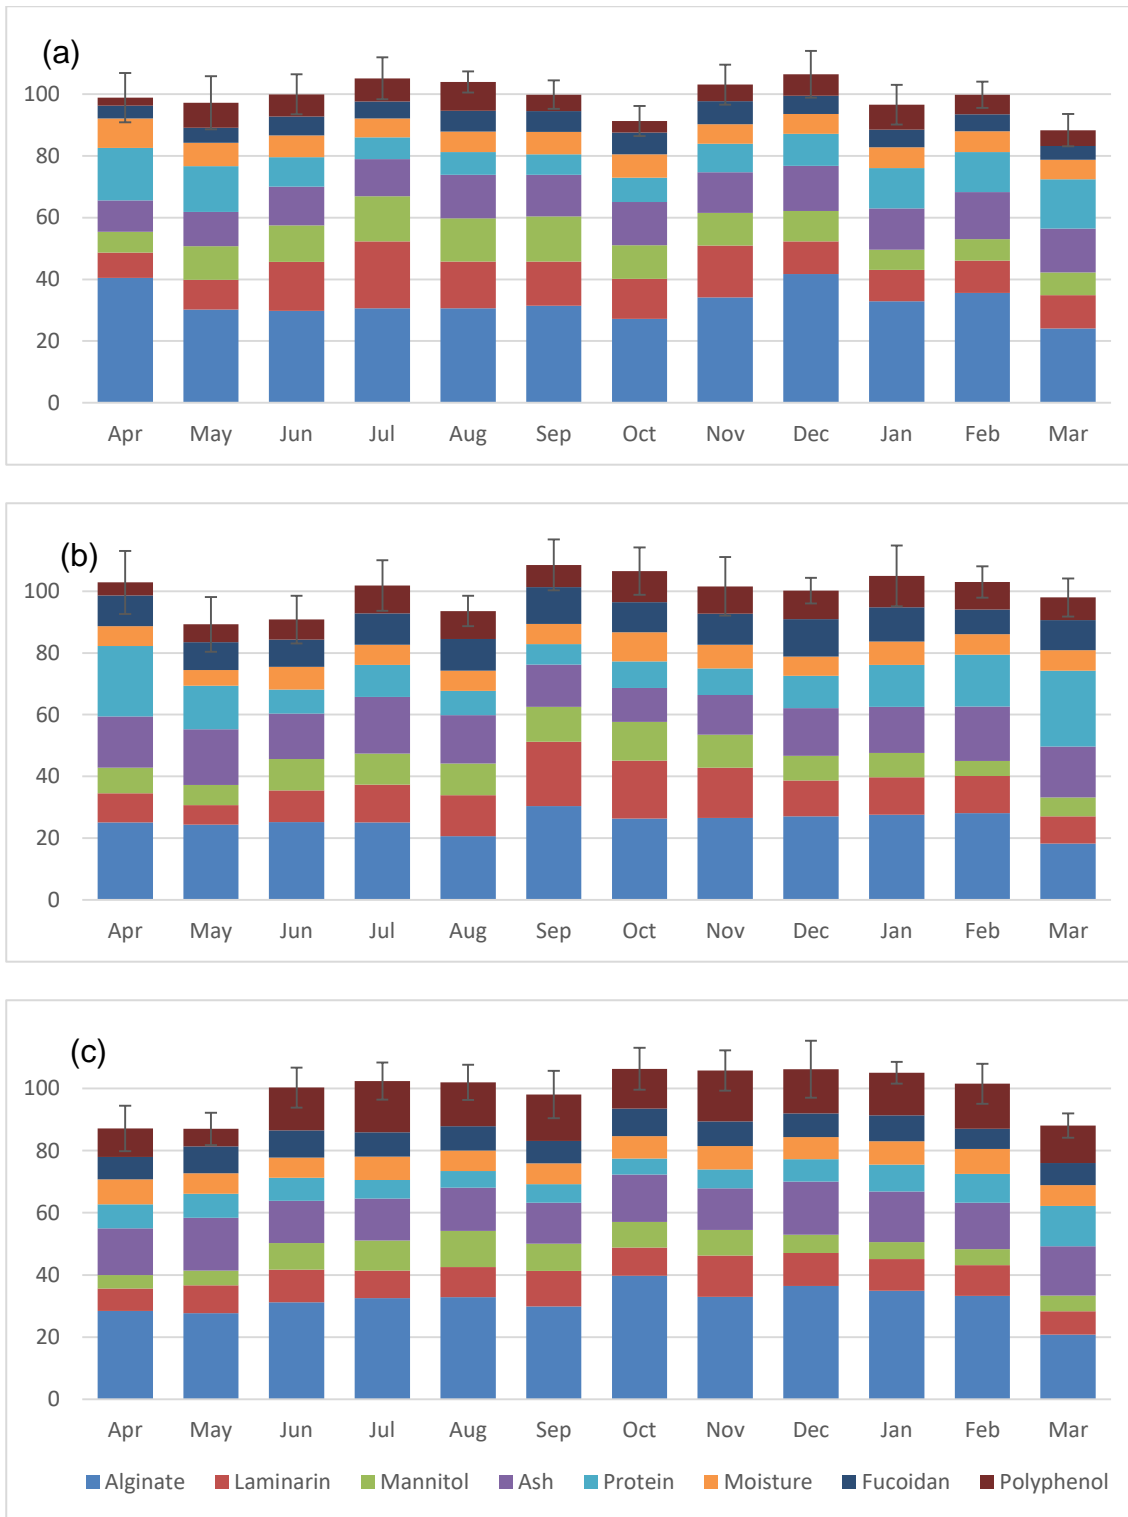 (a)
100
80
60
40
20
0
Apr May Jun Jul Aug Sep Oct Nov Dec Jan Feb Mar
(b)
100
80
60
40
20
0
Apr May Jun Jul Aug Sep Oct Nov Dec Jan Feb Mar
(c)
100
80
60
40
20
0
Apr May Jun Jul Aug Sep Oct Nov Dec Jan Feb Mar
Alginate Laminarin Mannitol Ash Protein Moisture Fucoidan Polyphenol